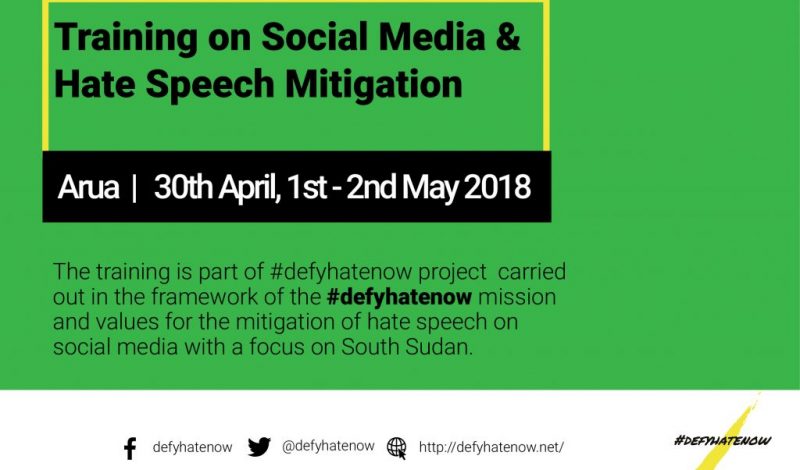 Training on Social Media &
Hate Speech Mitigation
Arua | 30th April, 1st - 2nd May 2018
The training is part of #defyhatenow project carried
out in the framework of the #defyhatenow mission
and values for the mitigation of hate speech on
social media with a focus on South Sudan.
defyhatenow @defyhatenow http://defyhatenow.net/
#DEFYHATENOW